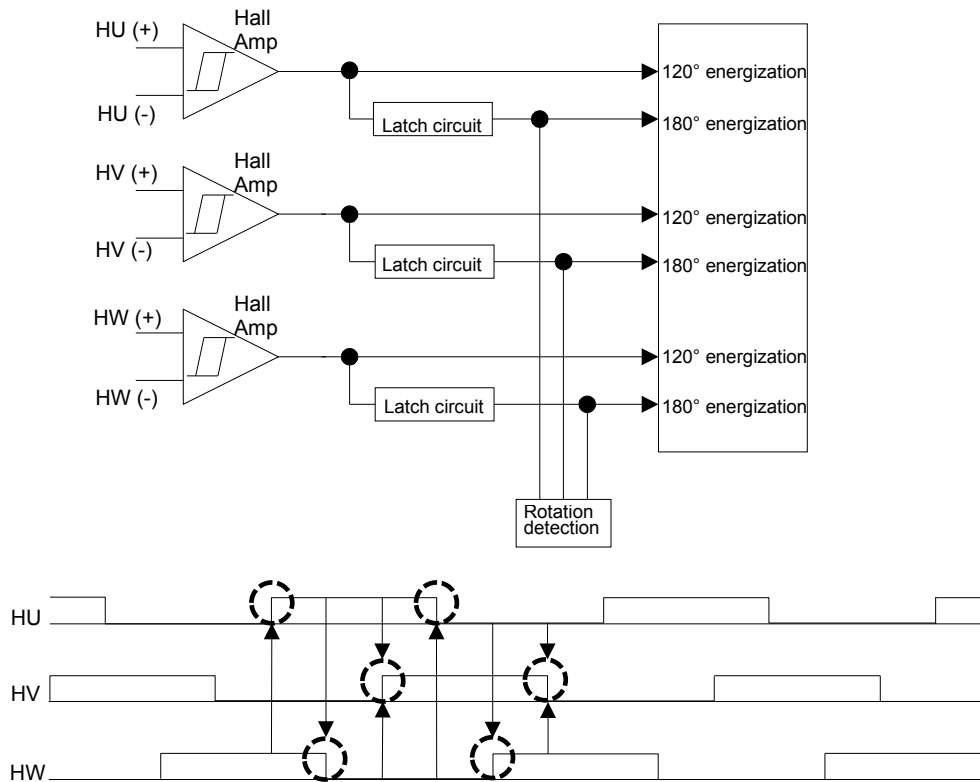 HU (+)
Hall
Amp
HU (-)
120° energization
Latch circuit
180° energization
HV (+)
Hall
Amp
HV (-)
120° energization
Latch circuit
180° energization
HW (+)
Hall
Amp
HW (-)
120° energization
Latch circuit
180° energization
Rotation
detection
HU
HV
HW